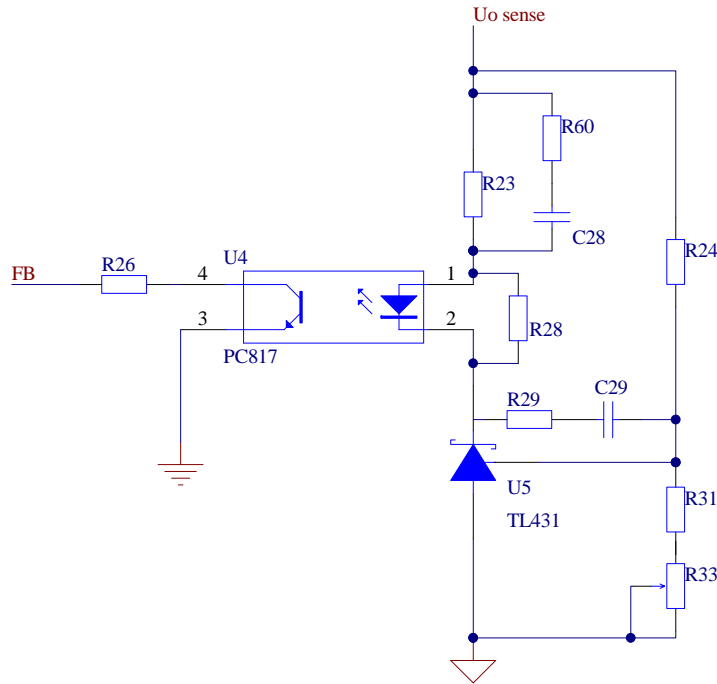 Uo sense
R60
R23
C28
R24
U4
FB
R26
4
1
3
2
R28
PC817
R29
C29
U5
TL431
R31
R33